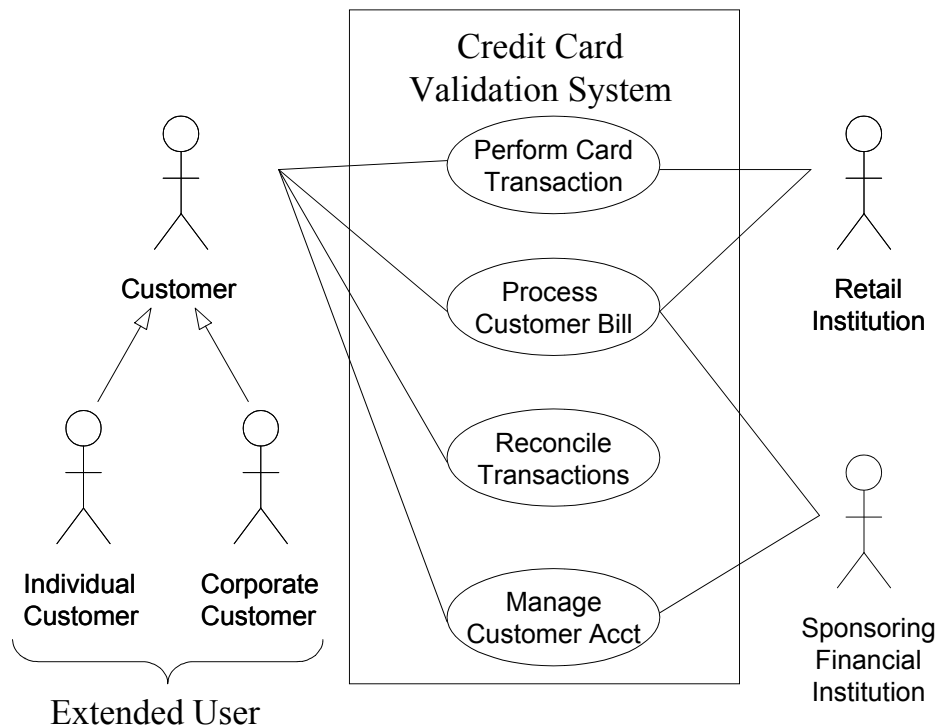 Credit Card
Validation System
Perform Card
Transaction
Customer
Process
Customer Bill
Retail
Institution
Reconcile
Transactions
Individual
Customer
Corporate
Customer
Manage
Customer Acct
Sponsoring
Financial
Institution
Extended User